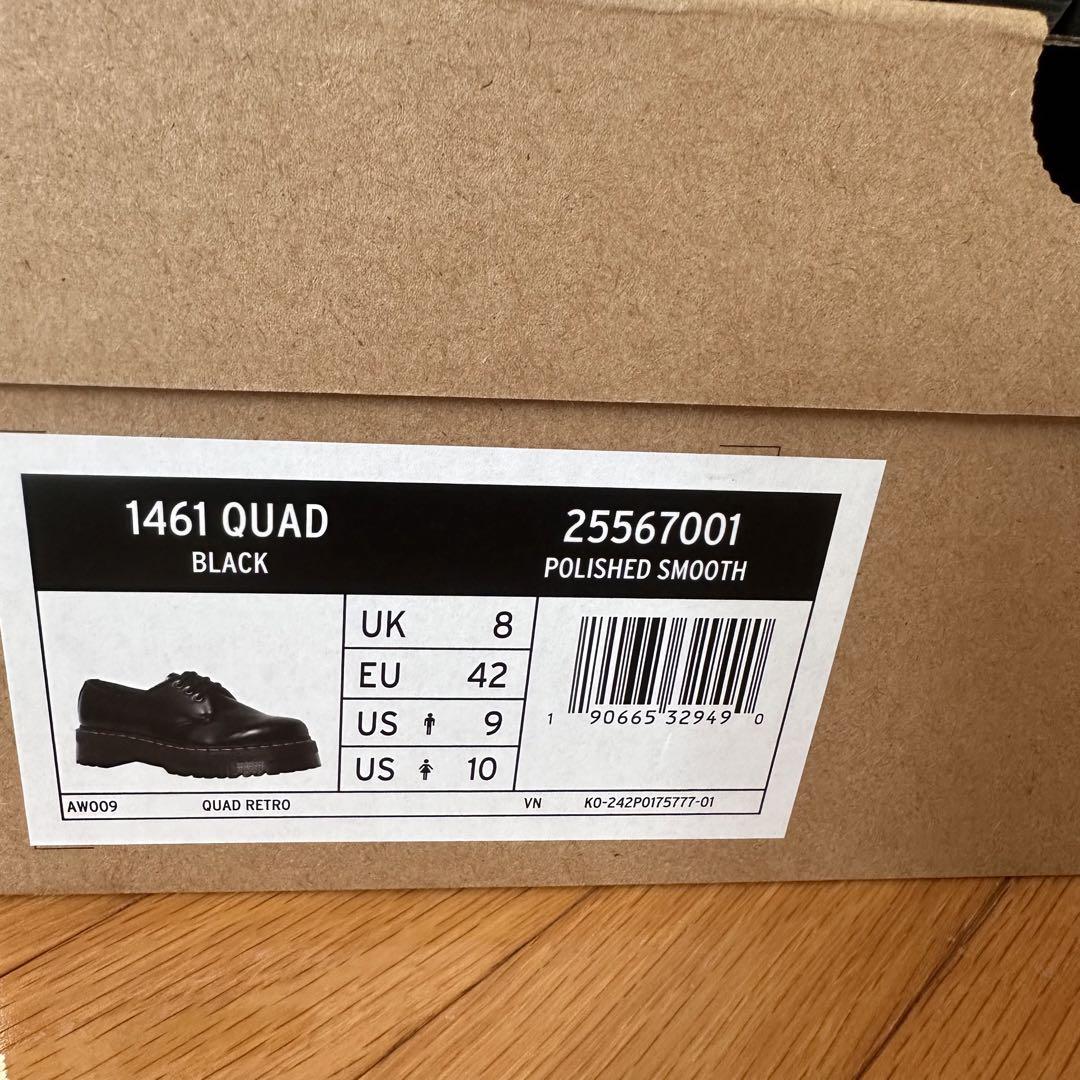 1461 QUAD
BLACK
25567001
POLISHED SMOOTH
UK 8
EU 42
US 9
US 10
1 90665 32949 0
AW009 QUAD RETRO VN K0-242P0175777-01